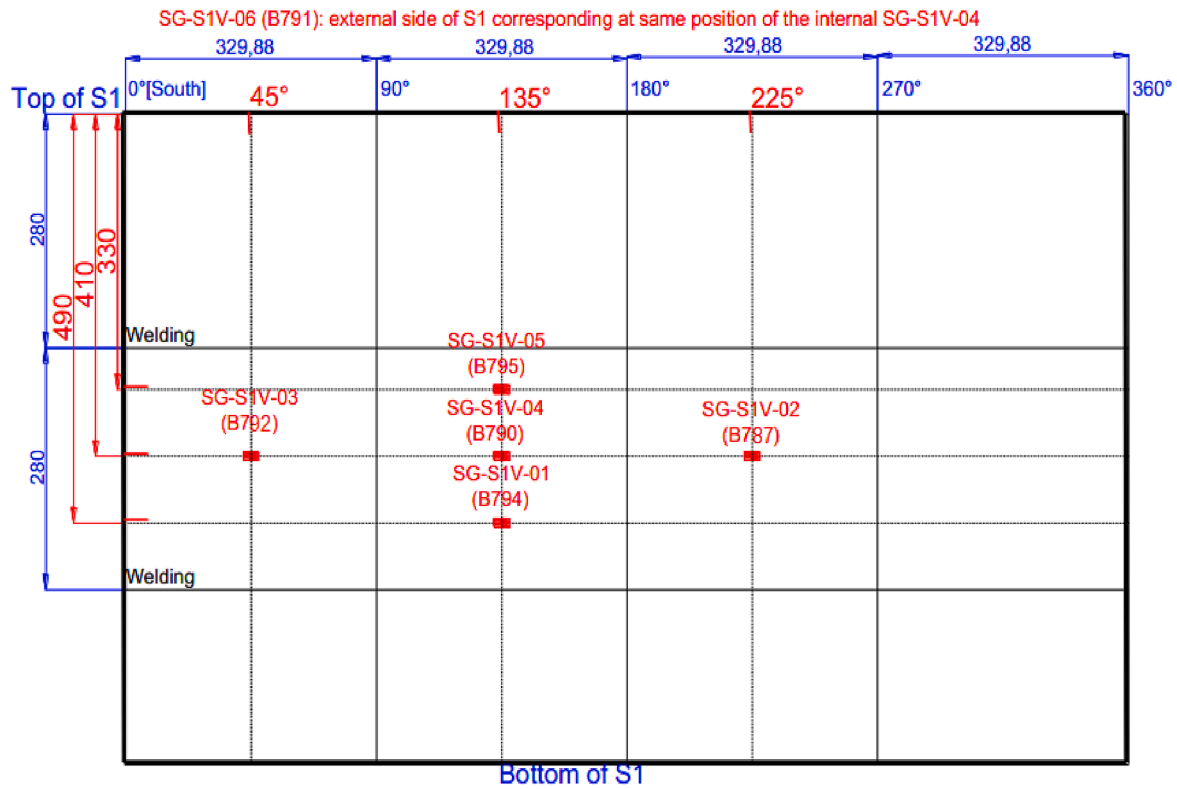 SG-S1V-06 (B791): external side of S1 corresponding at same position of the internal SG-S1V-04
329,88 329,88 329,88 329,88
Top of S1 0°[South] 45° 90° 135° 180° 225° 270° 360°
280
330
410
490
Welding
SG-S1V-05
(B795)
SG-S1V-03
(B792)
SG-S1V-04
(B790)
SG-S1V-02
(B787)
280
SG-S1V-01
(B794)
Welding
Bottom of S1